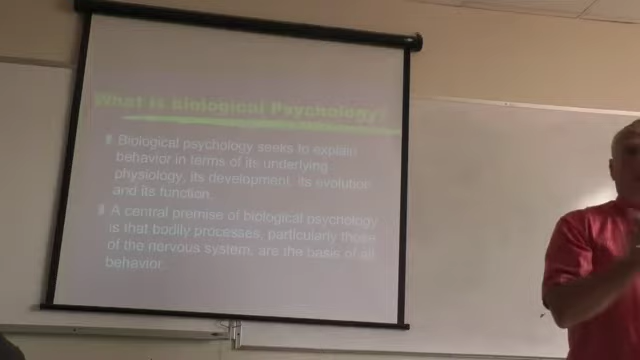 What is Biological Psychology?
Biological psychology seeks to explain
behavior in terms of its underlying
physiology, its development, its evolution
and its function.
A central premise of biological psychology
is that bodily processes, particularly those
of the nervous system, are the basis of all
behavior.